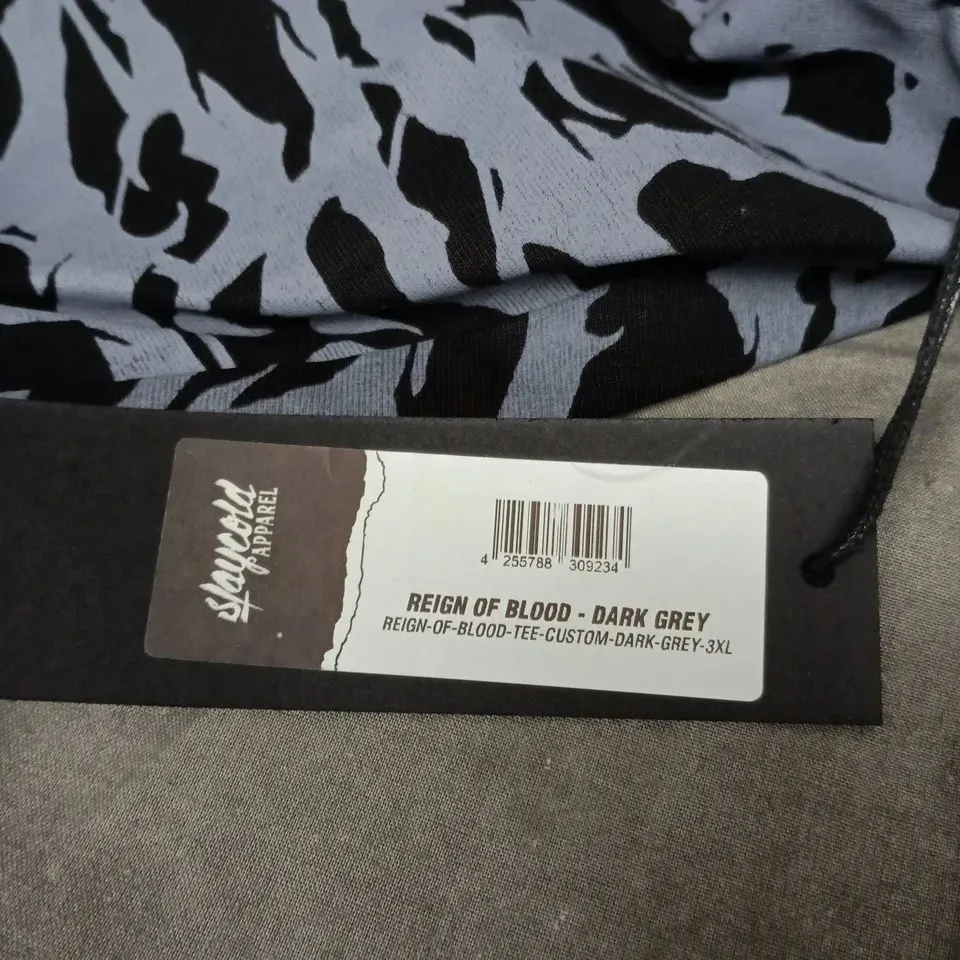 staycold
APPAREL
4 255788 309234
REIGN OF BLOOD - DARK GREY
REIGN-OF-BLOOD-TEE-CUSTOM-DARK-GREY-3XL